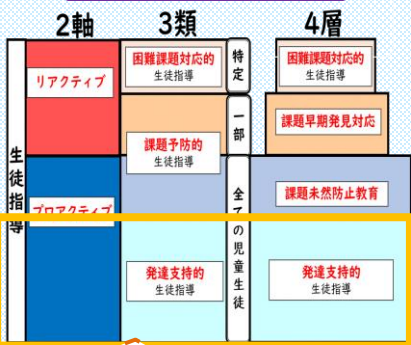 2軸
3類
4層
生徒指導
リアクティブ
プロアクティブ
困難課題対応的
生徒指導
課題予防的
生徒指導
発達支持的
生徒指導
特定
一部
全ての児童生徒
困難課題対応的
生徒指導
課題早期発見対応
課題未然防止教育
発達支持的
生徒指導